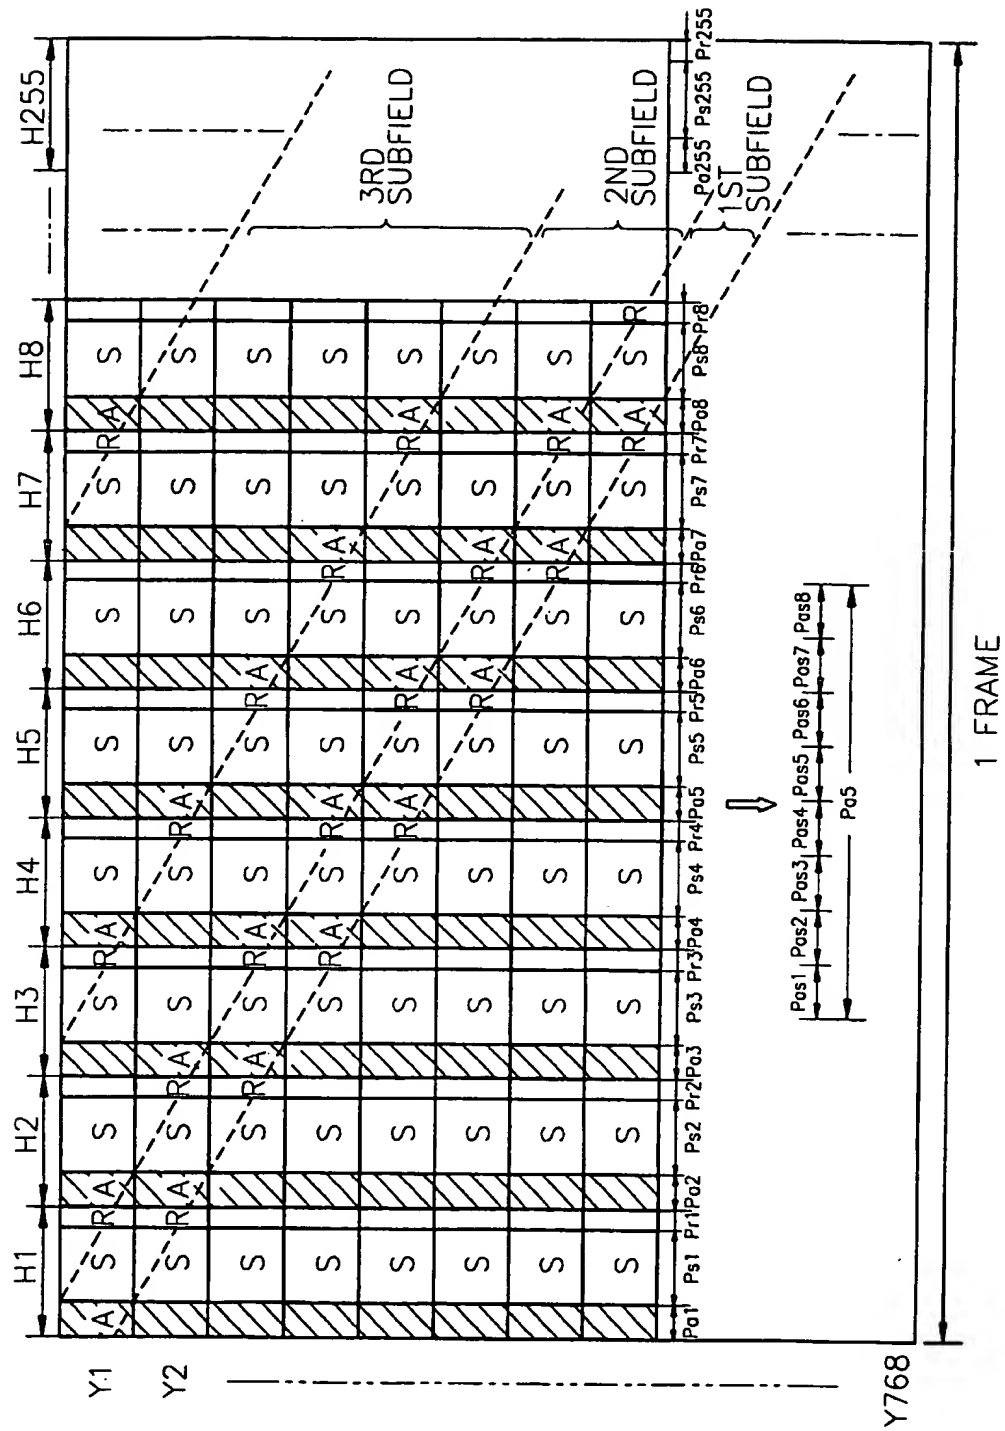 H1 H2 H3 H4 H5 H6 H7 H8 H255
Y1 A S R A S S R A S S S S R A S
Y2 S R A S R A S S R A S S S S
S S R A S R A S S R A S S S
S S S R A S R A S S R A S S
S S S S R A S R A S S R A S
S S S S S R A S R A S S
S S S S S S R A S R A S
S S S S S S S R A S R
3RD SUBFIELD
2ND SUBFIELD
1ST SUBFIELD
Pa1 Ps1 Pr1 Pa2 Ps2 Pr2 Pa3 Ps3 Pr3 Pa4 Ps4 Pr4 Pa5 Ps5 Pr5 Pa6 Ps6 Pr6 Pa7 Ps7 Pr7 Pa8 Ps8 Pr8 Pa255 Ps255 Pr255
Pas1 Pas2 Pas3 Pas4 Pas5 Pas6 Pas7 Pas8
Pa5
Y768
1 FRAME